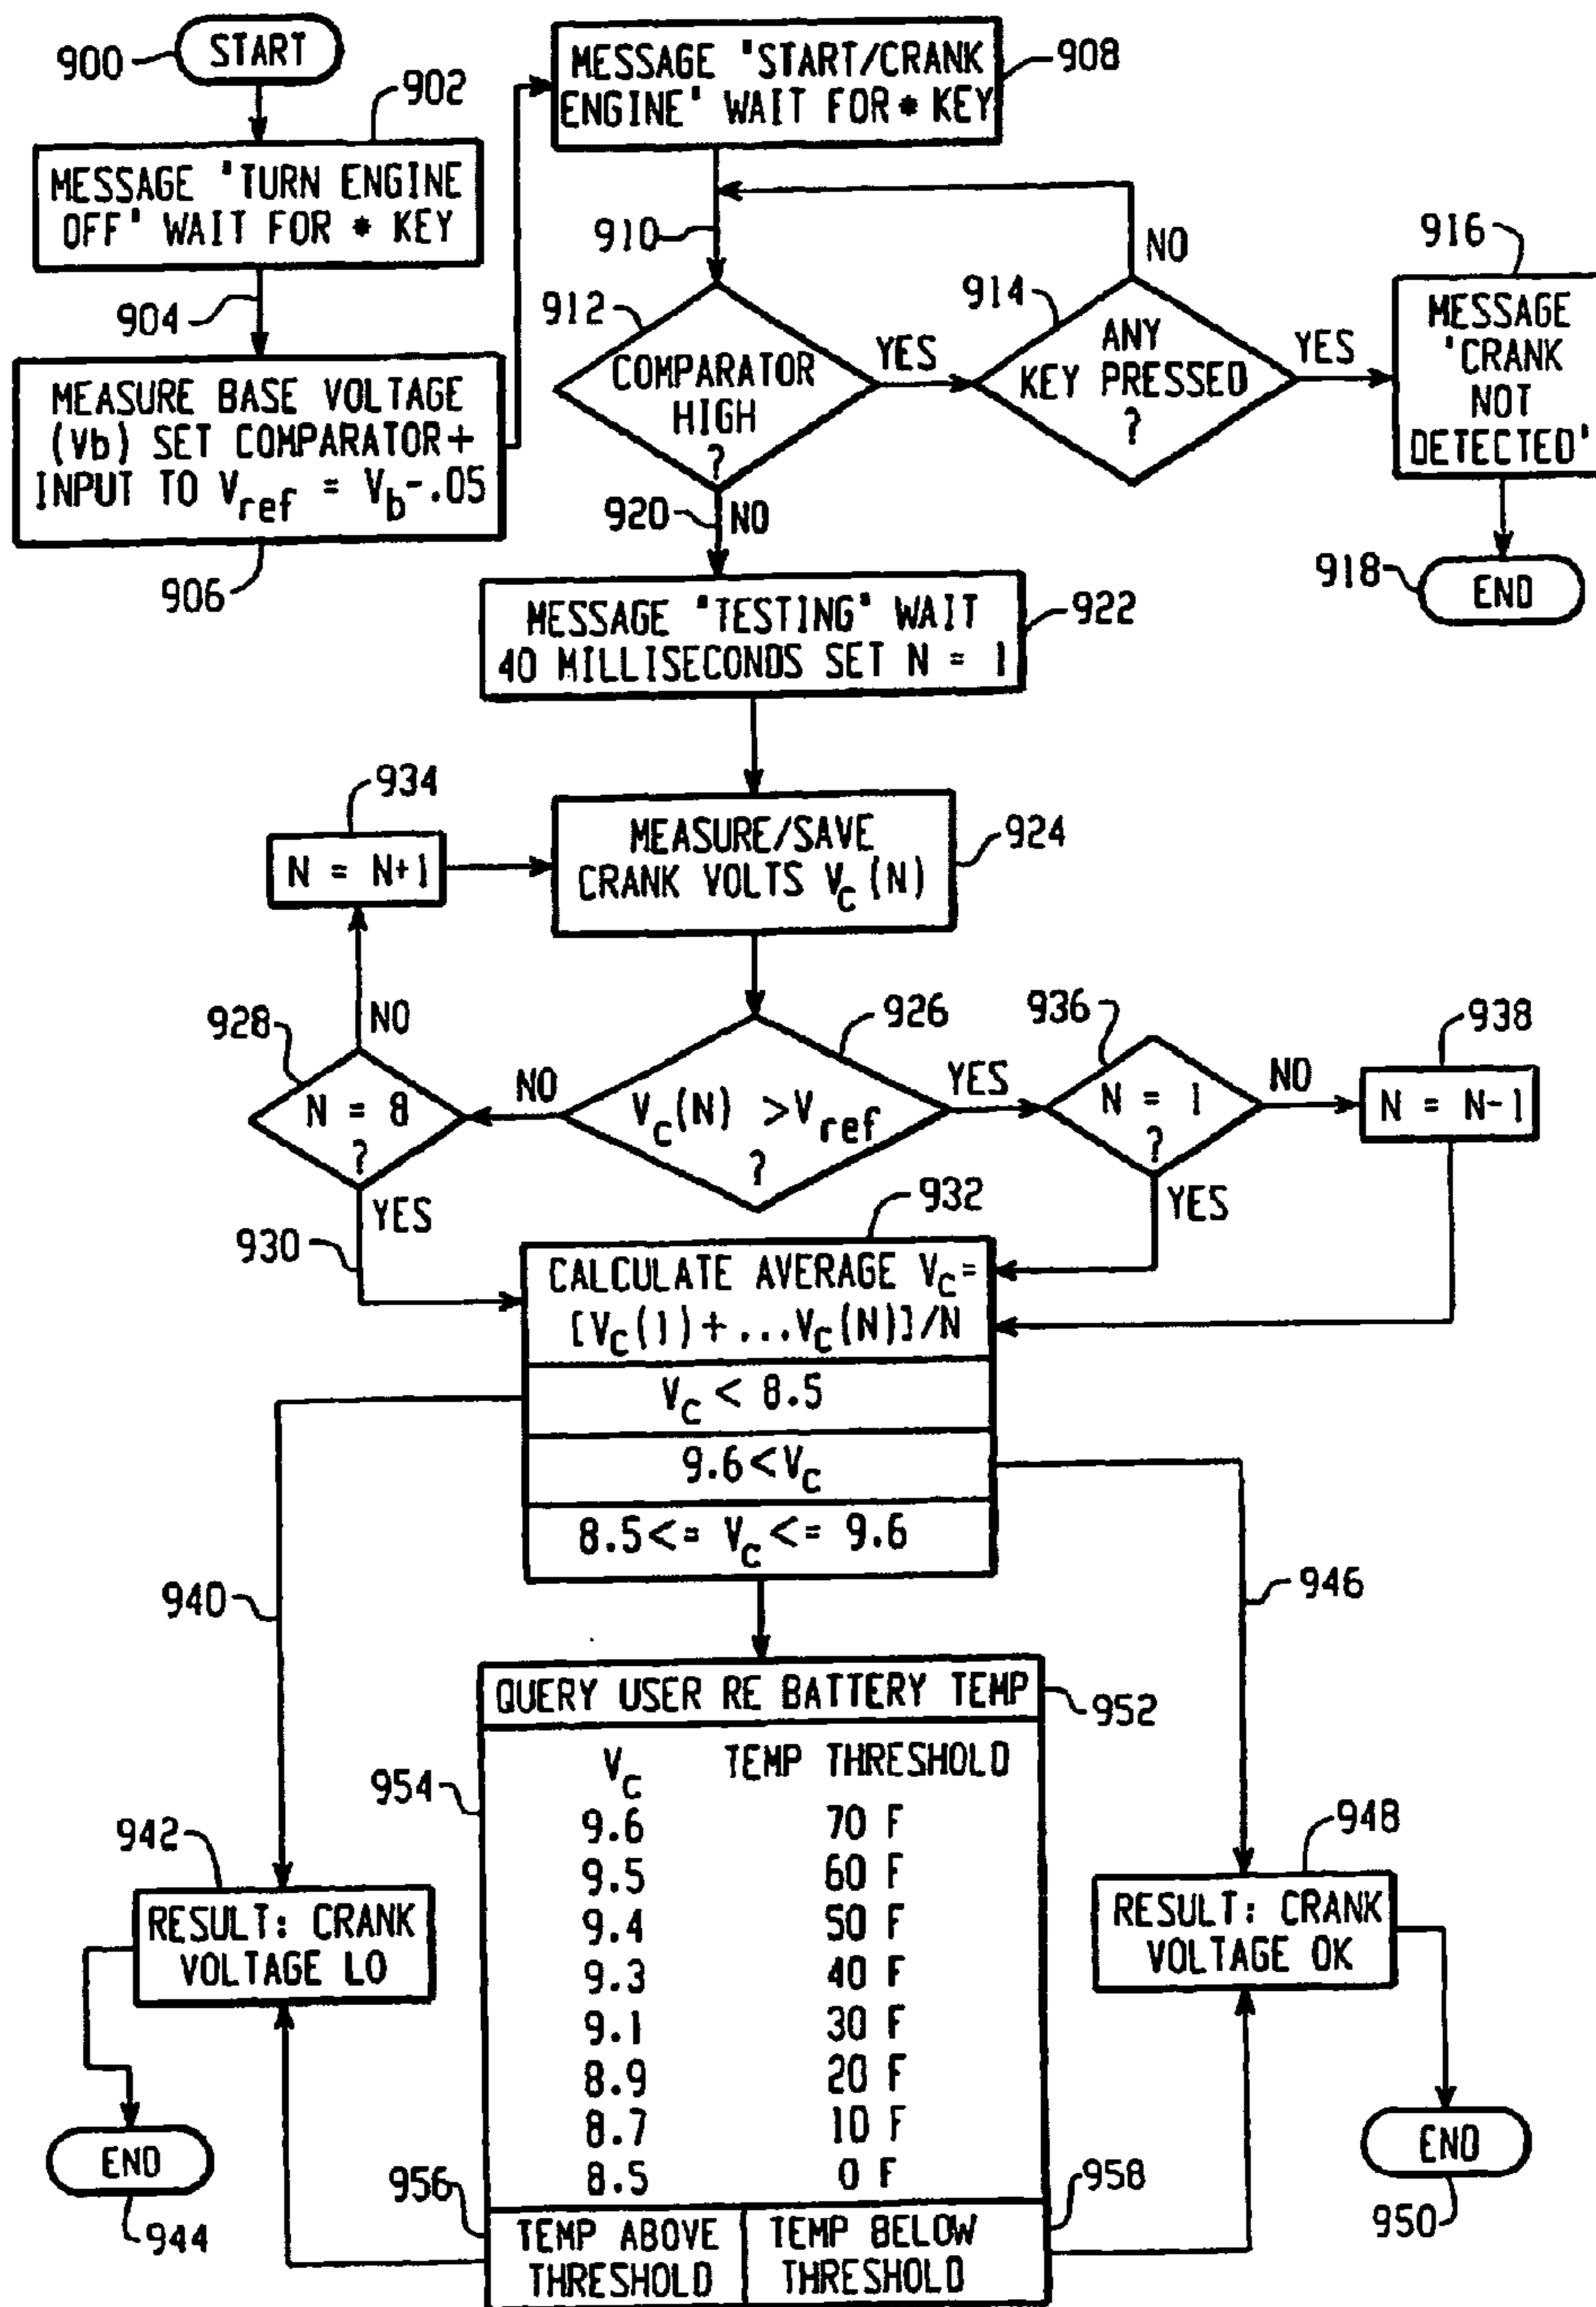 900
START
902
MESSAGE "TURN ENGINE
OFF" WAIT FOR * KEY
904
MEASURE BASE VOLTAGE
(Vb) SET COMPARATOR+
INPUT TO Vref = Vb-.05
906
MESSAGE "START/CRANK
ENGINE" WAIT FOR * KEY
908
910
912
COMPARATOR
HIGH
?
YES
914
ANY
KEY PRESSED
?
NO
YES
916
MESSAGE
"CRANK
NOT
DETECTED"
918
END
920
NO
MESSAGE "TESTING" WAIT
40 MILLISECONDS SET N = 1
922
934
N = N+1
MEASURE/SAVE
CRANK VOLTS Vc(N)
924
928
NO
N = 8
?
YES
930
NO
926
Vc(N) >Vref
?
YES
936
N = 1
?
YES
NO
938
N = N-1
932
CALCULATE AVERAGE Vc=
[Vc(1)+...Vc(N)]/N
Vc < 8.5
9.6<Vc
8.5<= Vc <= 9.6
940
946
QUERY USER RE BATTERY TEMP
952
954
Vc TEMP THRESHOLD
9.6 70 F
9.5 60 F
9.4 50 F
9.3 40 F
9.1 30 F
8.9 20 F
8.7 10 F
8.5 0 F
942
RESULT: CRANK
VOLTAGE LO
END
944
948
RESULT: CRANK
VOLTAGE OK
END
950
956
TEMP ABOVE
THRESHOLD
958
TEMP BELOW
THRESHOLD